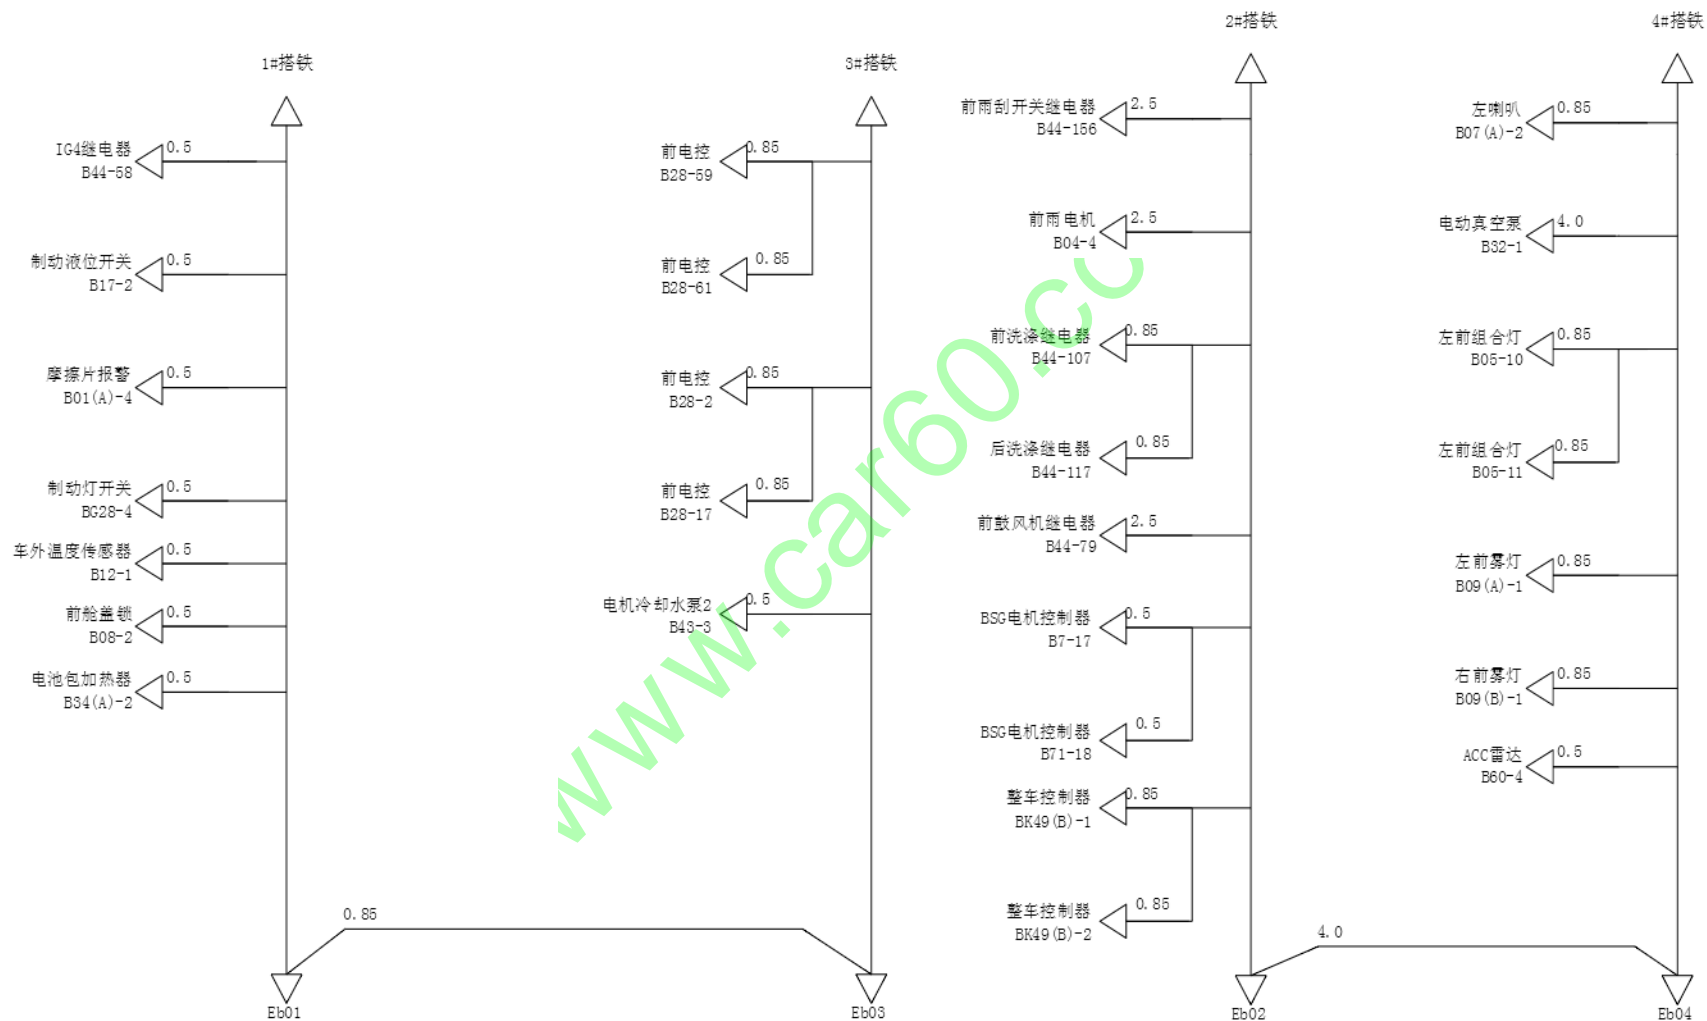 1#搭铁
IG4继电器
B44-58
0.5
制动液位开关
B17-2
0.5
摩擦片报警
B01(A)-4
0.5
制动灯开关
BG28-4
0.5
车外温度传感器
B12-1
0.5
前舱盖锁
B08-2
0.5
电池包加热器
B34(A)-2
0.5
Eb01
0.85
3#搭铁
前电控
B28-59
0.85
前电控
B28-61
0.85
前电控
B28-2
0.85
前电控
B28-17
0.85
电机冷却水泵2
B43-3
0.5
Eb03
2#搭铁
前雨刮开关继电器
B44-156
2.5
前雨电机
B04-4
2.5
前洗涤继电器
B44-107
0.85
后洗涤继电器
B44-117
0.85
前鼓风机继电器
B44-79
2.5
BSG电机控制器
B7-17
0.5
BSG电机控制器
B71-18
0.5
整车控制器
BK49(B)-1
0.85
整车控制器
BK49(B)-2
0.85
Eb02
4.0
4#搭铁
左喇叭
B07(A)-2
0.85
电动真空泵
B32-1
4.0
左前组合灯
B05-10
0.85
左前组合灯
B05-11
0.85
左前雾灯
B09(A)-1
0.85
右前雾灯
B09(B)-1
0.85
ACC雷达
B60-4
0.5
Eb04
www.car60.cc